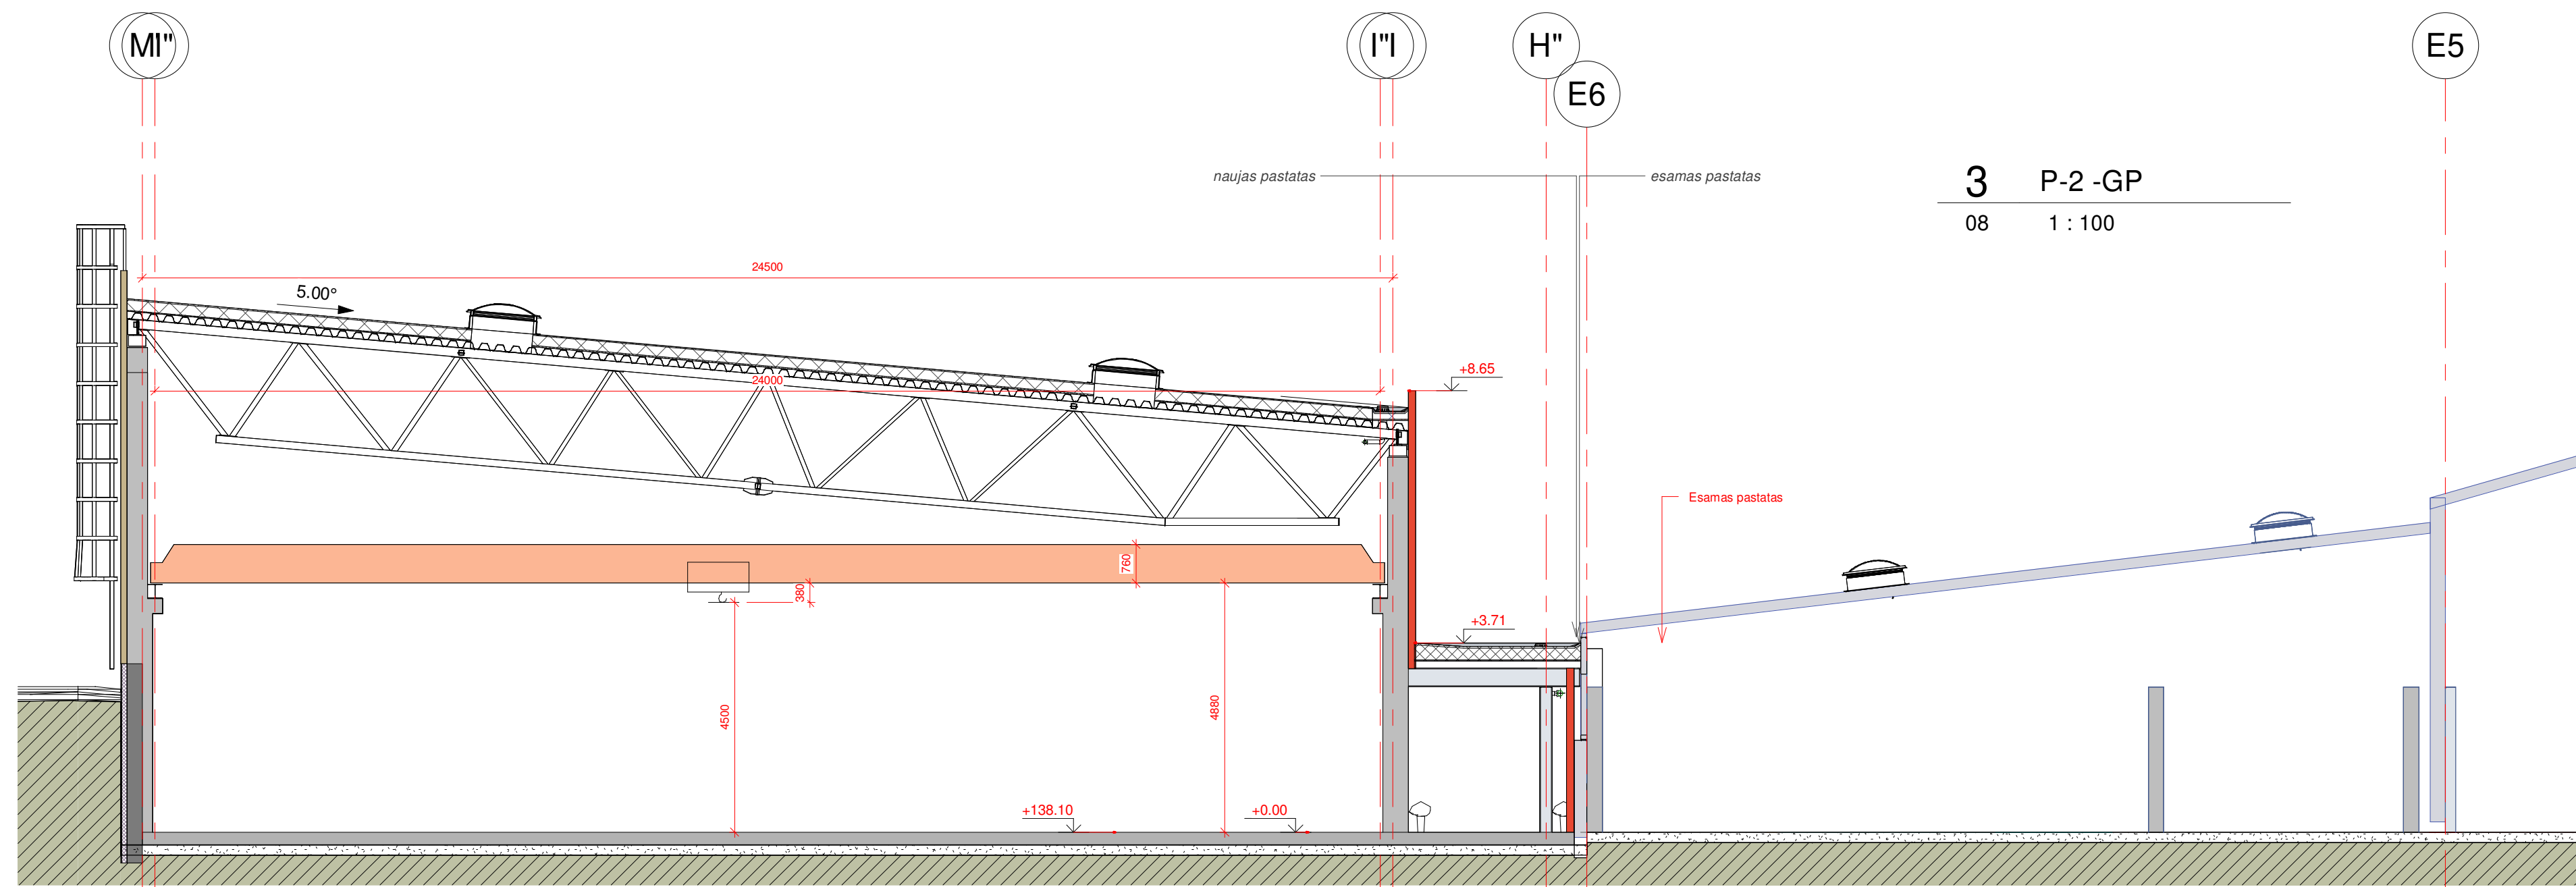 MI"
I"I
H"
E6
E5
naujas pastatas
esamas pastatas
3 P-2 -GP
08 1 : 100
24500
5.00°
24000
+8.65
Esamas pastatas
760
380
+3.71
4500
4880
+138.10
+0.00